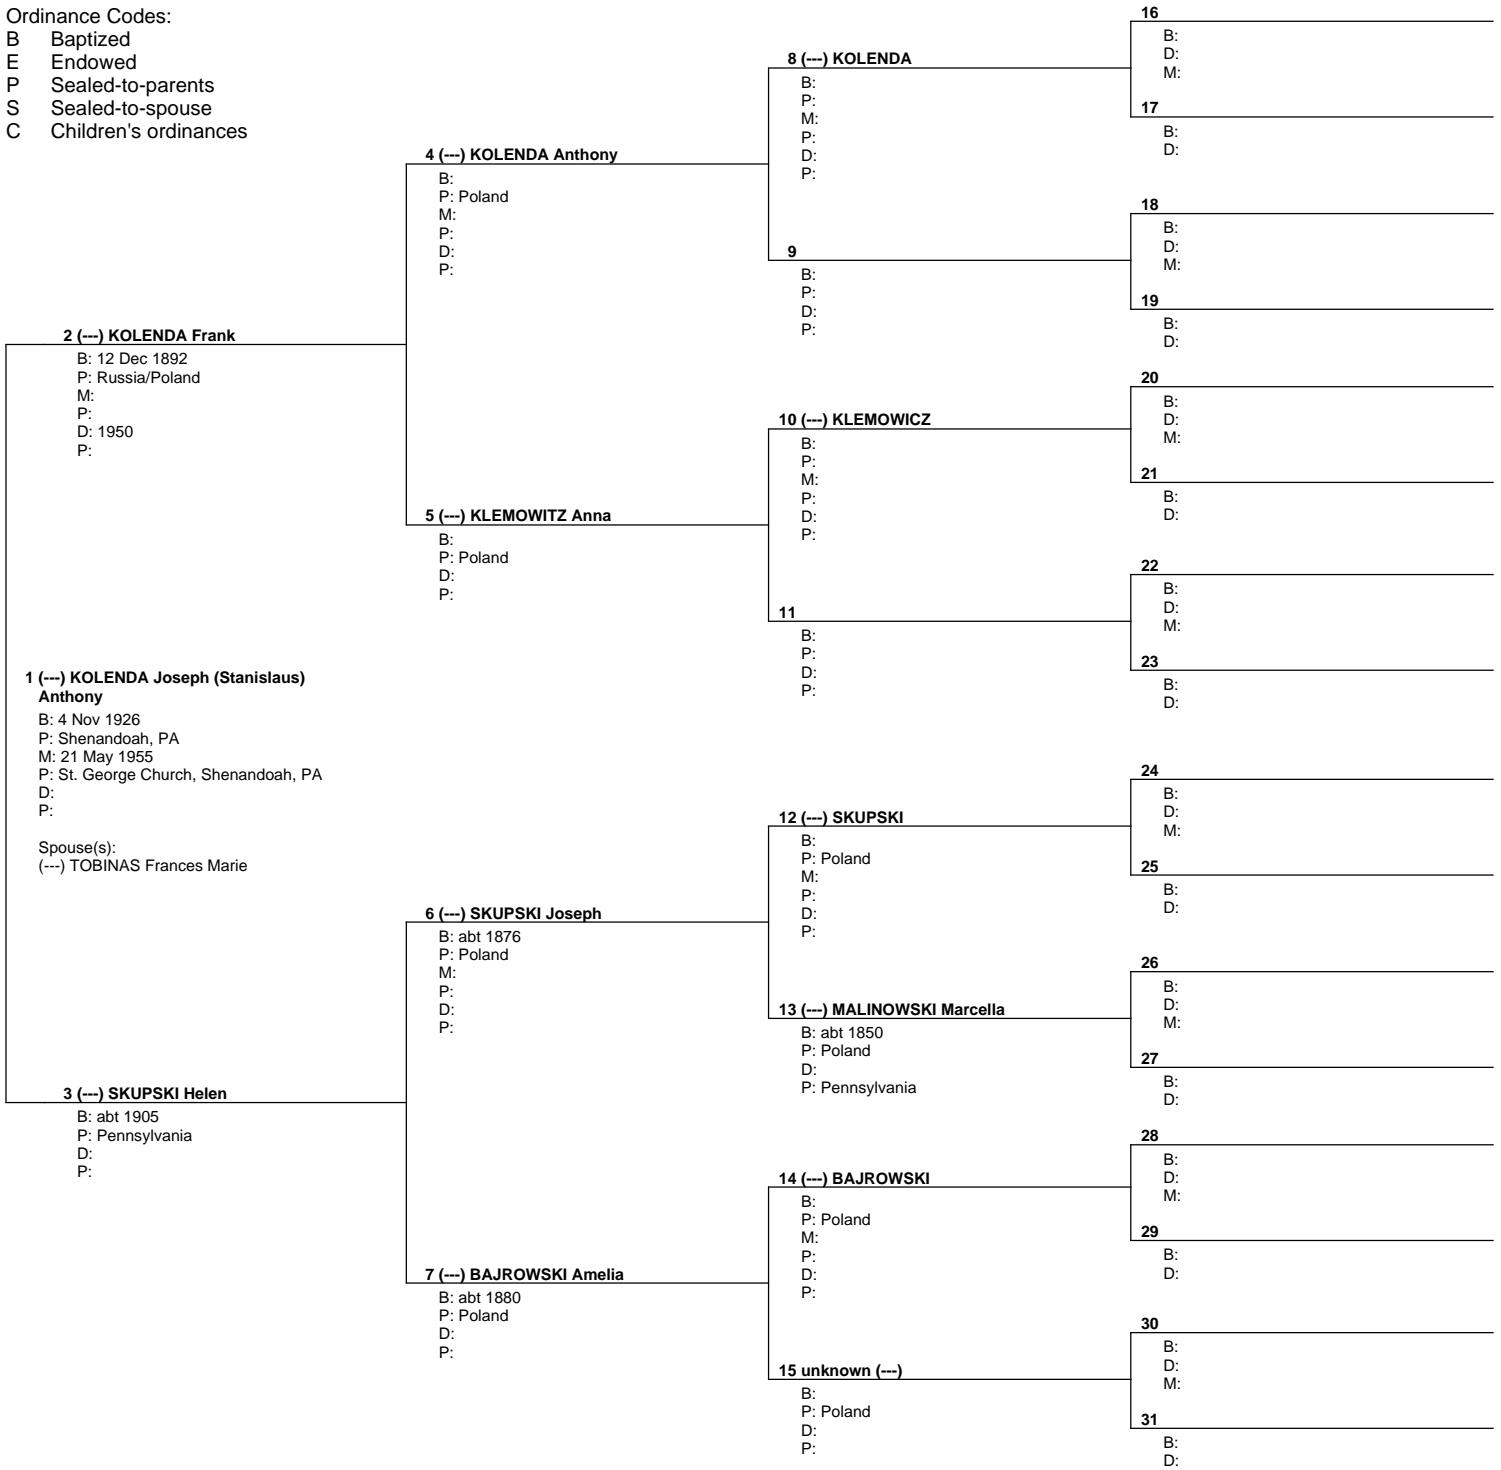 Ordinance Codes:
B Baptized
E Endowed
P Sealed-to-parents
S Sealed-to-spouse
C Children's ordinances
1 (---) KOLENDA Joseph (Stanislaus)
Anthony
B: 4 Nov 1926
P: Shenandoah, PA
M: 21 May 1955
P: St. George Church, Shenandoah, PA
D:
P:
Spouse(s):
(---) TOBINAS Frances Marie
2 (---) KOLENDA Frank
B: 12 Dec 1892
P: Russia/Poland
M:
P:
D: 1950
P:
3 (---) SKUPSKI Helen
B: abt 1905
P: Pennsylvania
D:
P:
4 (---) KOLENDA Anthony
B:
P: Poland
M:
P:
D:
P:
5 (---) KLEMOWITZ Anna
B:
P: Poland
D:
P:
6 (---) SKUPSKI Joseph
B: abt 1876
P: Poland
M:
P:
D:
P:
7 (---) BAJROWSKI Amelia
B: abt 1880
P: Poland
D:
P:
8 (---) KOLENDA
B:
P:
M:
P:
D:
P:
9
B:
P:
D:
P:
10 (---) KLEMOWICZ
B:
P:
M:
P:
D:
P:
11
B:
P:
D:
P:
12 (---) SKUPSKI
B:
P: Poland
M:
P:
D:
P:
13 (---) MALINOWSKI Marcella
B: abt 1850
P: Poland
D:
P: Pennsylvania
14 (---) BAJROWSKI
B:
P: Poland
M:
P:
D:
P:
15 unknown (---)
B:
P: Poland
D:
P:
16
B:
D:
M:
17
B:
D:
18
B:
D:
M:
19
B:
D:
20
B:
D:
M:
21
B:
D:
22
B:
D:
M:
23
B:
D:
24
B:
D:
M:
25
B:
D:
26
B:
D:
M:
27
B:
D:
28
B:
D:
M:
29
B:
D:
30
B:
D:
M:
31
B:
D: